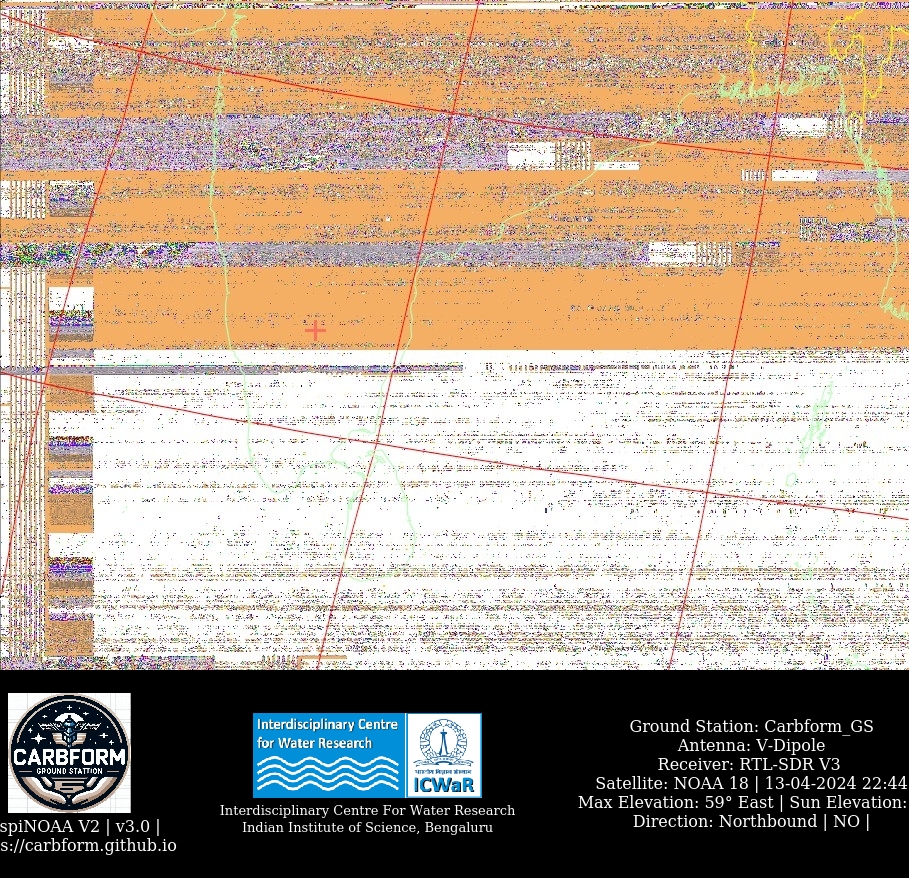 CARBFORM
GROUND STATION
spiNOAA V2 | v3.0 |
s://carbform.github.io
Interdisciplinary Centre
for Water Research
ICWaR
Interdisciplinary Centre For Water Research
Indian Institute of Science, Bengaluru
Ground Station: Carbform_GS
Antenna: V-Dipole
Receiver: RTL-SDR V3
Satellite: NOAA 18 | 13-04-2024 22:44
Max Elevation: 59° East | Sun Elevation:
Direction: Northbound | NO |